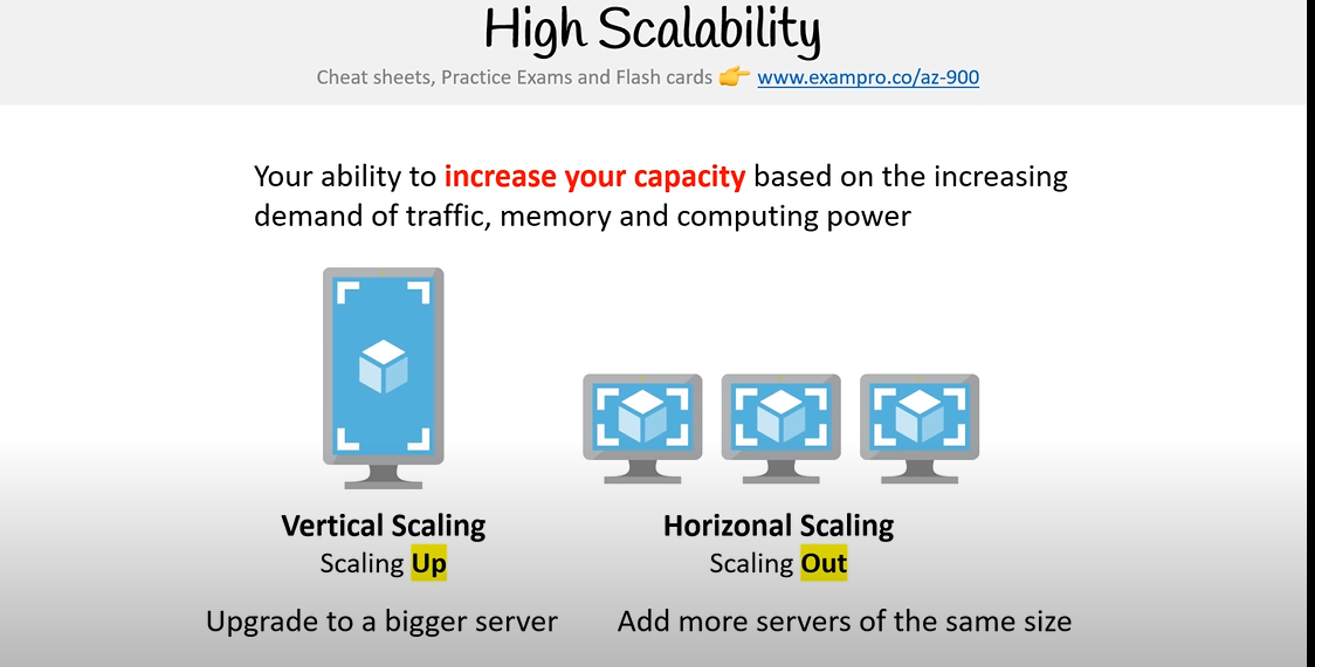 High Scalability
Cheat sheets, Practice Exams and Flash cards 👉 www.exampro.co/az-900
Your ability to increase your capacity based on the increasing
demand of traffic, memory and computing power
Vertical Scaling
Scaling Up
Upgrade to a bigger server
Horizonal Scaling
Scaling Out
Add more servers of the same size